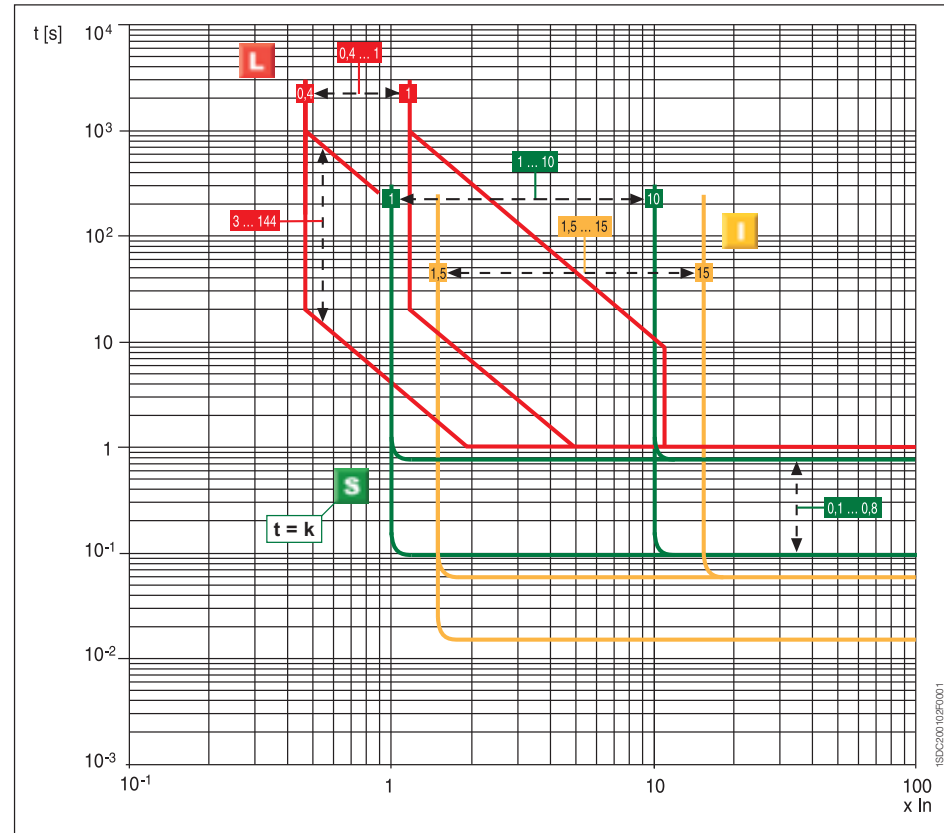 t [s]
10⁴
L
0,4 ... 1
0,4
1
10³
1 ... 10
1
10
3 ... 144
1,5 ... 15
I
10²
1,5
15
10
1
S
0,1 ... 0,8
t = k
10⁻¹
10⁻²
10⁻³
10⁻¹
1
10
100
x In
1SDC200102F0001